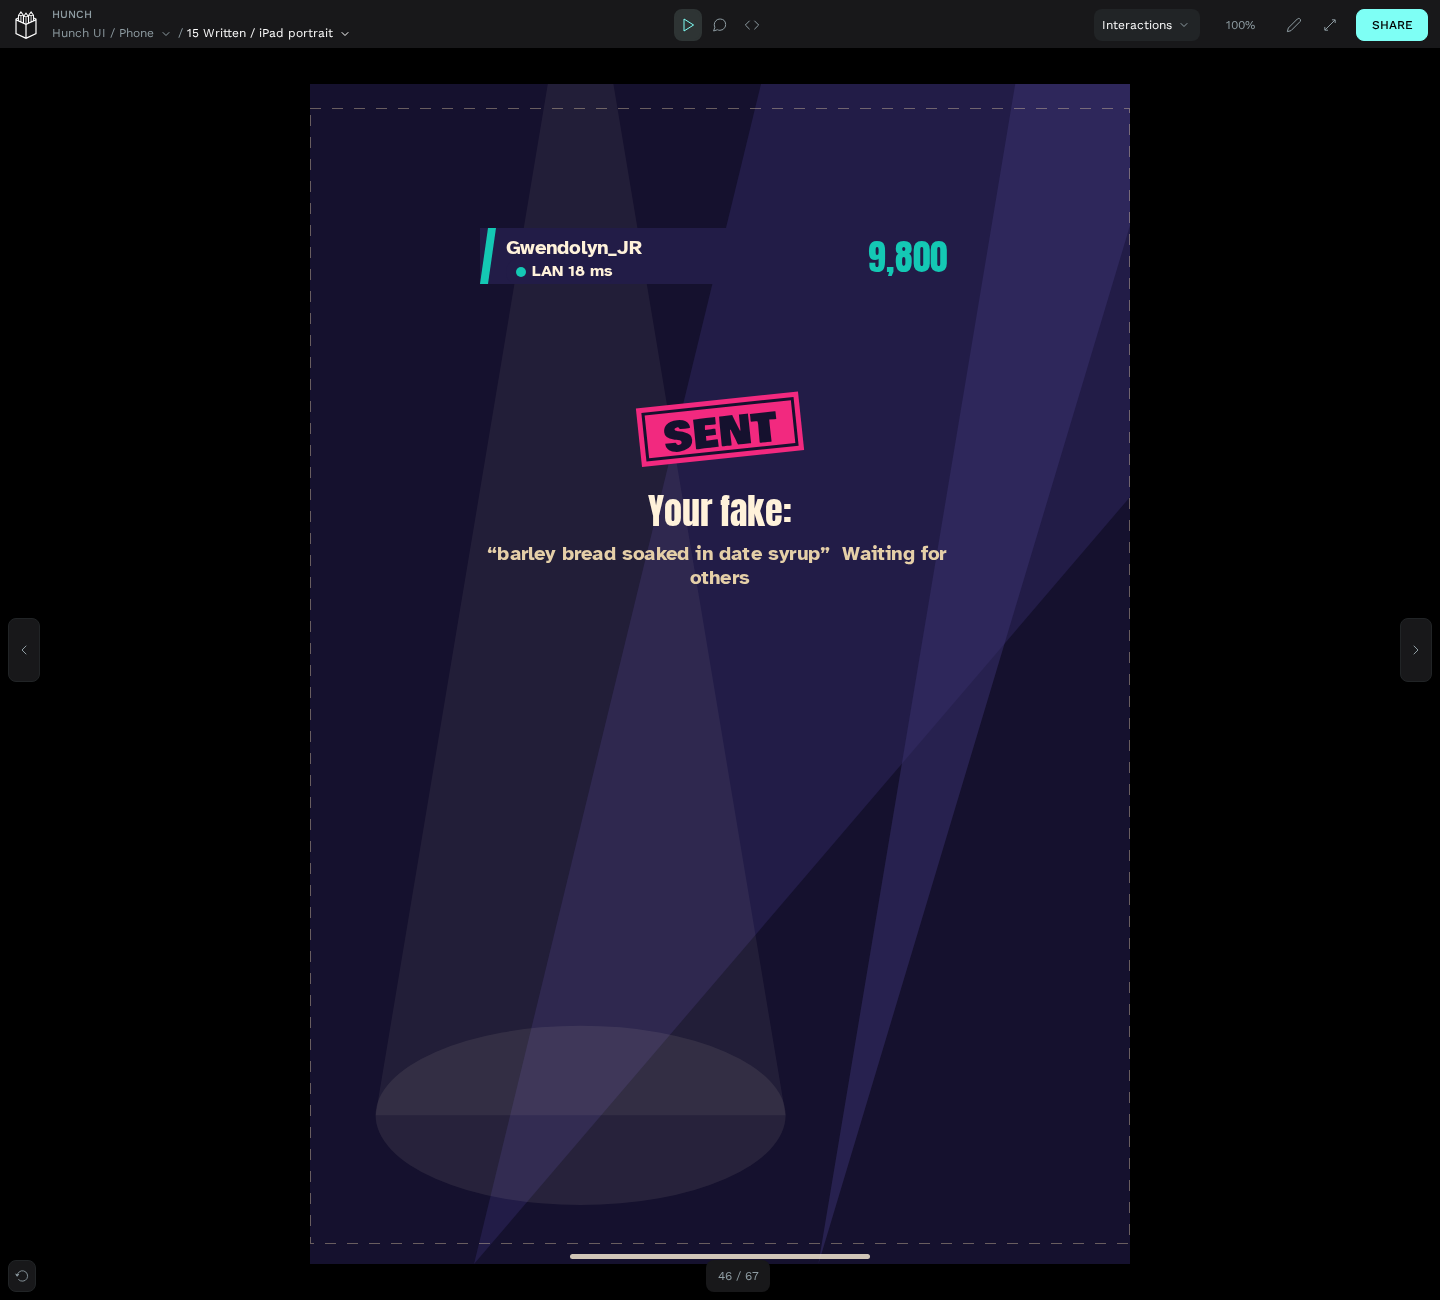 HUNCH
Hunch UI / Phone / 15 Written / iPad portrait
Interactions
100%
SHARE
Gwendolyn_JR
LAN 18 ms
9,800
SENT
Your fake:
“barley bread soaked in date syrup” Waiting for
others
46 / 67